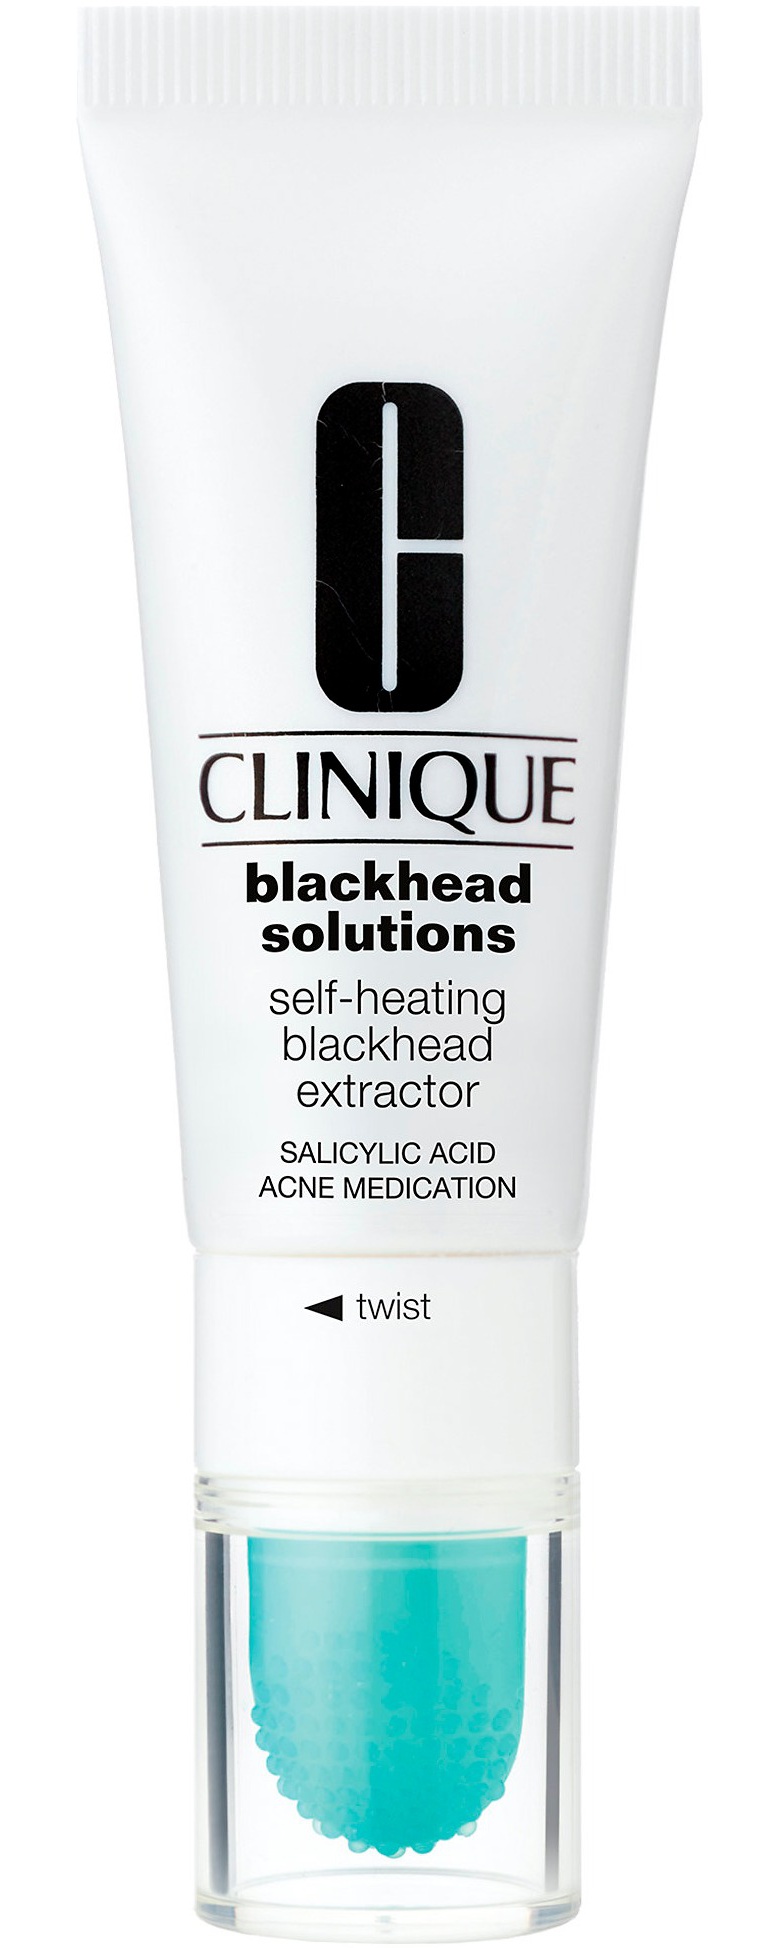 C
CLINIQUE
blackhead
solutions
self-heating
blackhead
extractor
SALICYLIC ACID
ACNE MEDICATION
◄ twist